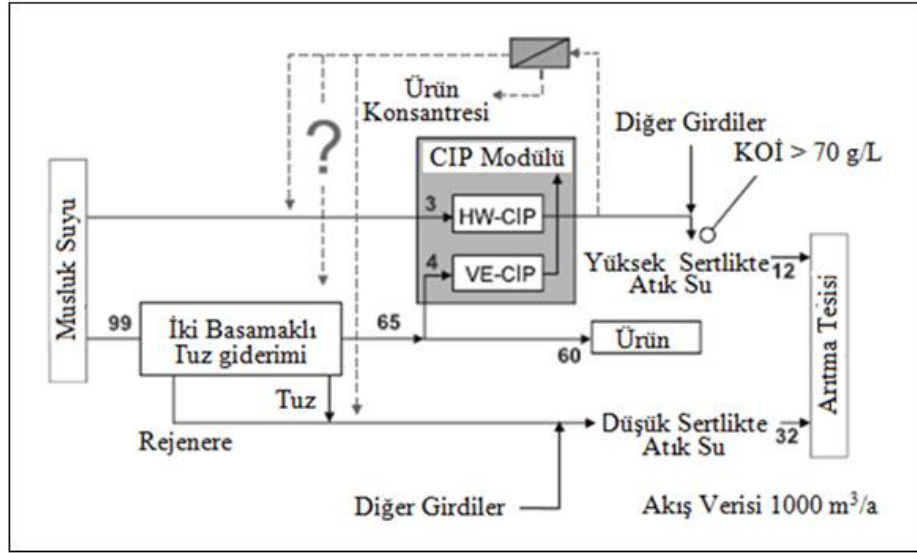 Ürün
Konsantresi
?
Diğer Girdiler
KOİ > 70 g/L
CIP Modülü
3
HW-CİP
4
VE-CİP
Musluk Suyu
Yüksek Sertlikte
Atık Su
12
Arıtma Tesisi
99
İki Basamaklı
Tuz giderimi
65
60
Ürün
Tuz
Rejenere
Düşük Sertlikte
Atık Su
32
Diğer Girdiler
Akış Verisi 1000 m³/a